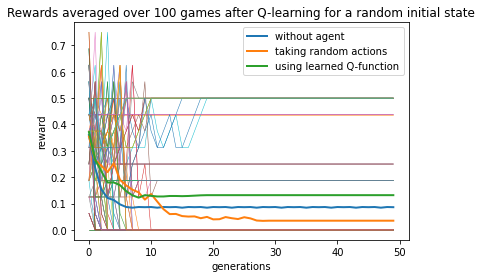 Rewards averaged over 100 games after Q-learning for a random initial state
without agent
taking random actions
using learned Q-function
reward
0.7
0.6
0.5
0.4
0.3
0.2
0.1
0.0
0 10 20 30 40 50
generations